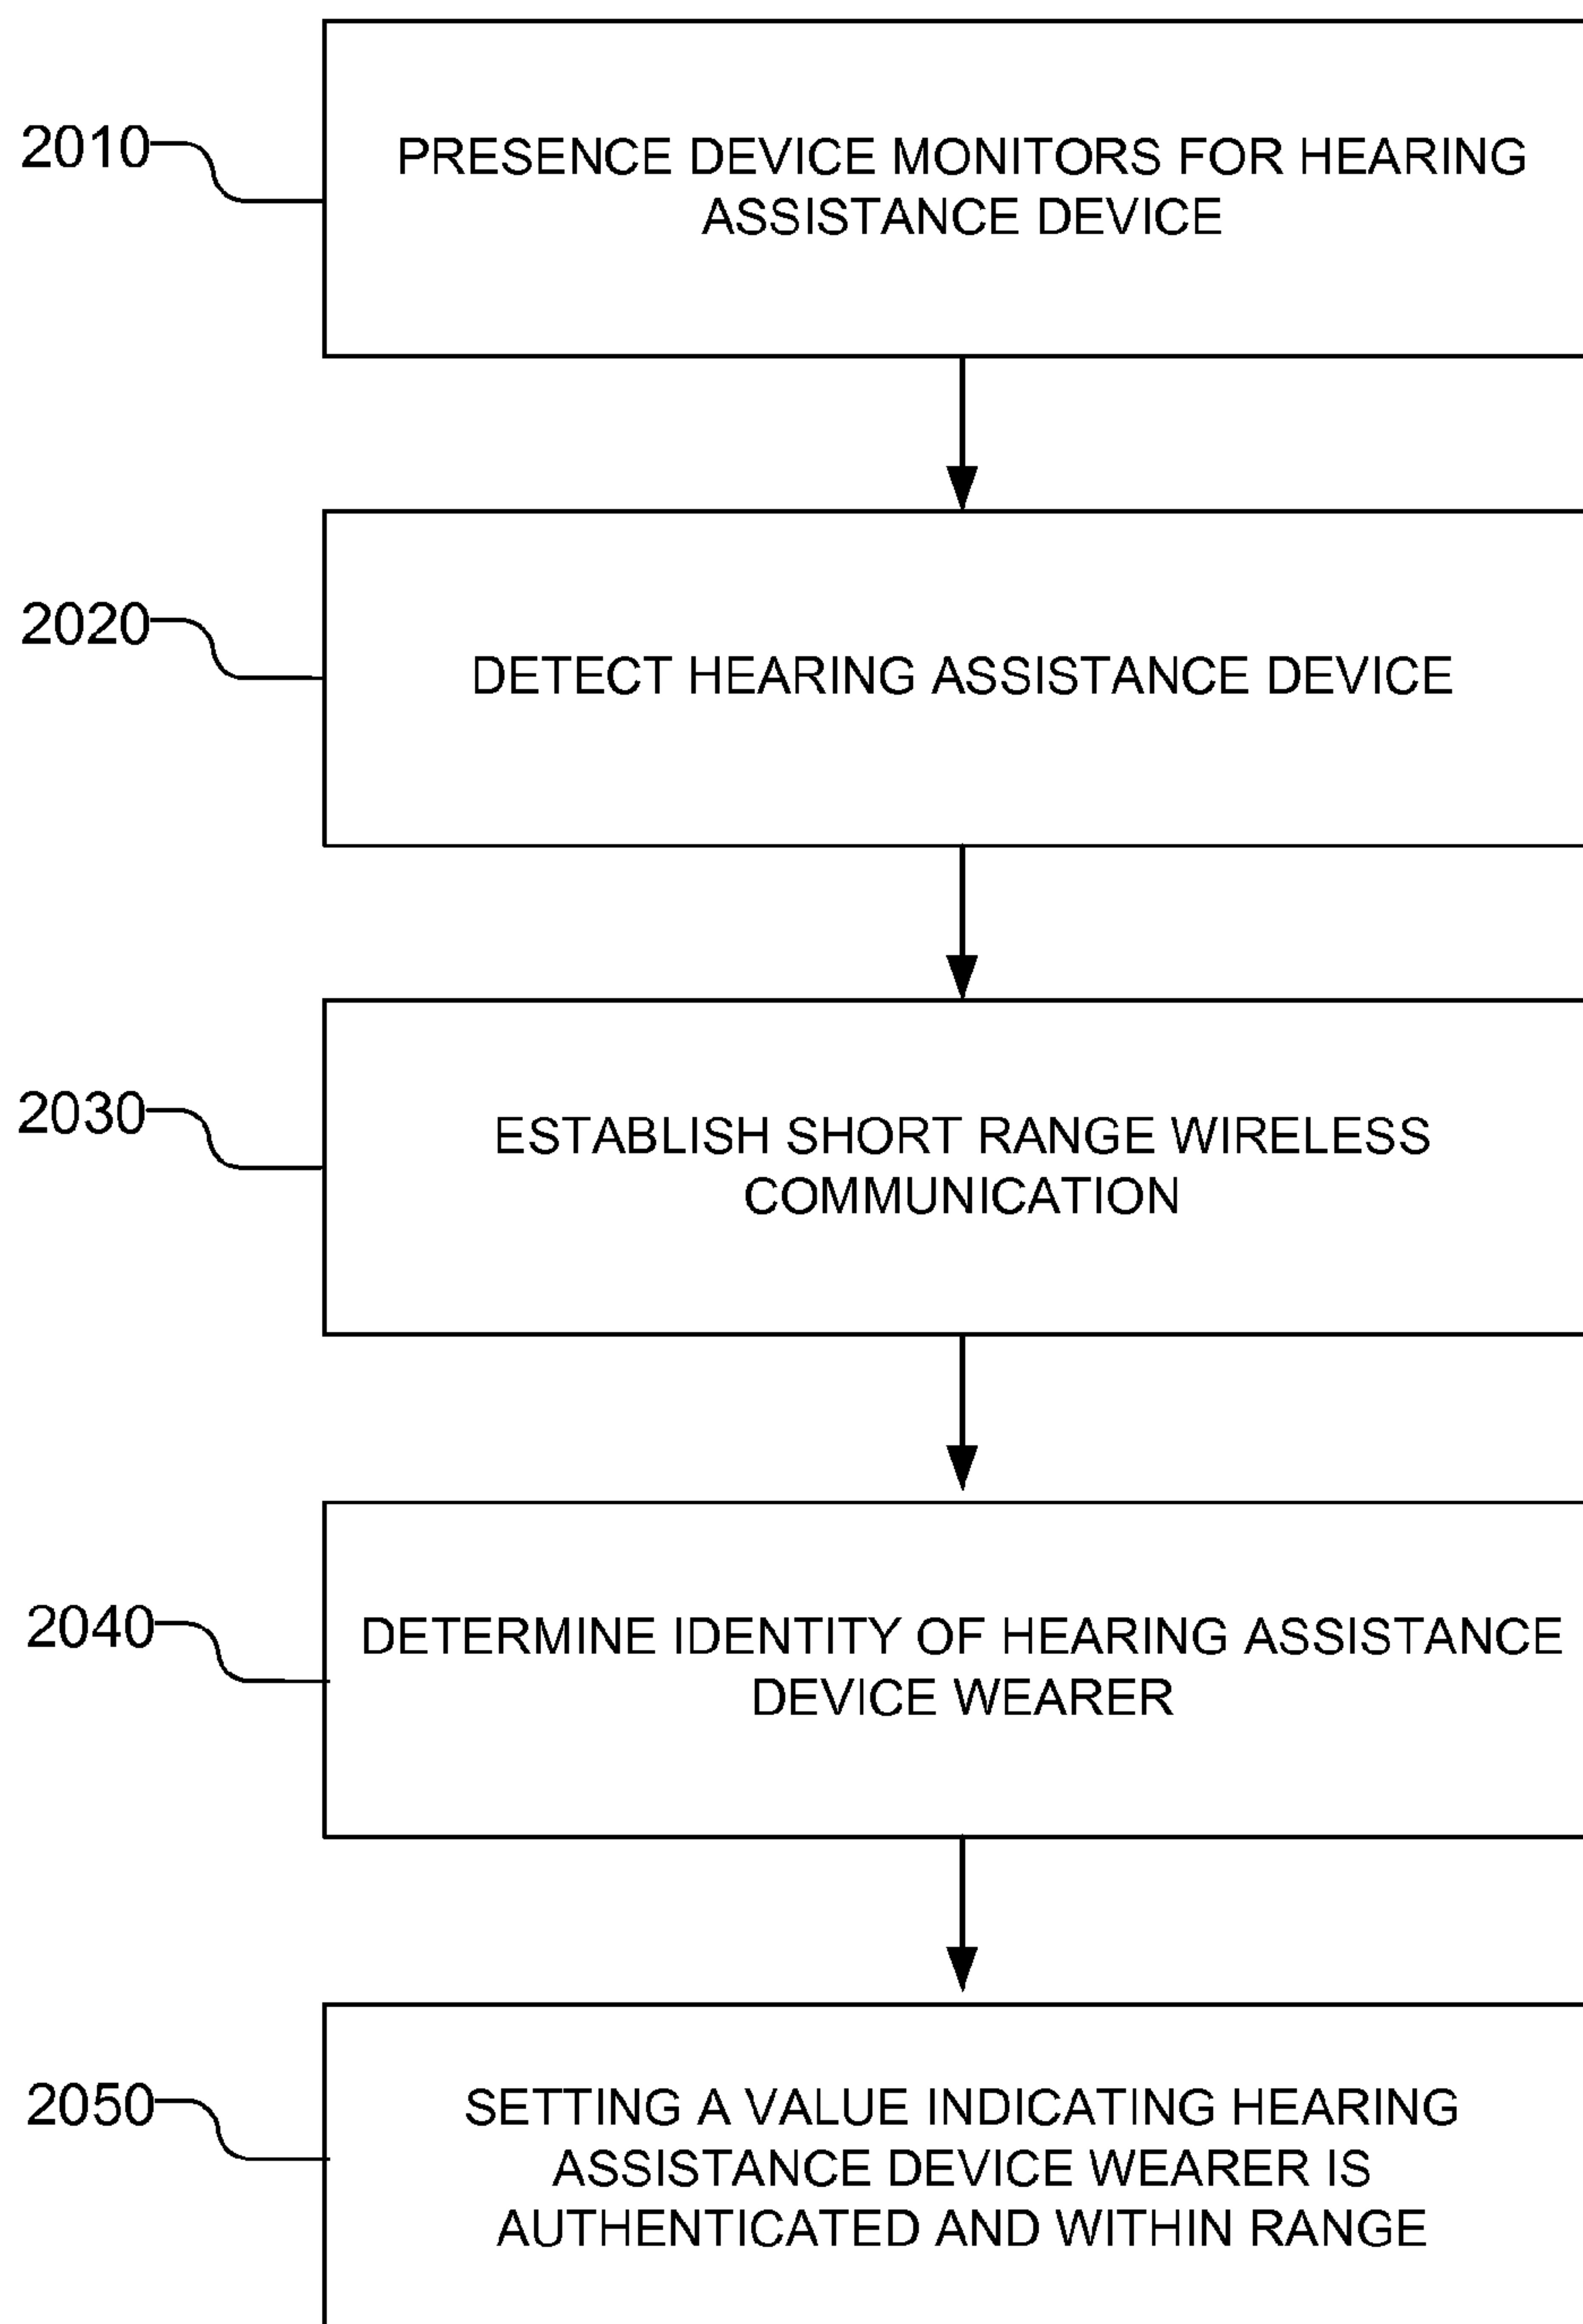 2010
PRESENCE DEVICE MONITORS FOR HEARING
ASSISTANCE DEVICE
2020
DETECT HEARING ASSISTANCE DEVICE
2030
ESTABLISH SHORT RANGE WIRELESS
COMMUNICATION
2040
DETERMINE IDENTITY OF HEARING ASSISTANCE
DEVICE WEARER
2050
SETTING A VALUE INDICATING HEARING
ASSISTANCE DEVICE WEARER IS
AUTHENTICATED AND WITHIN RANGE